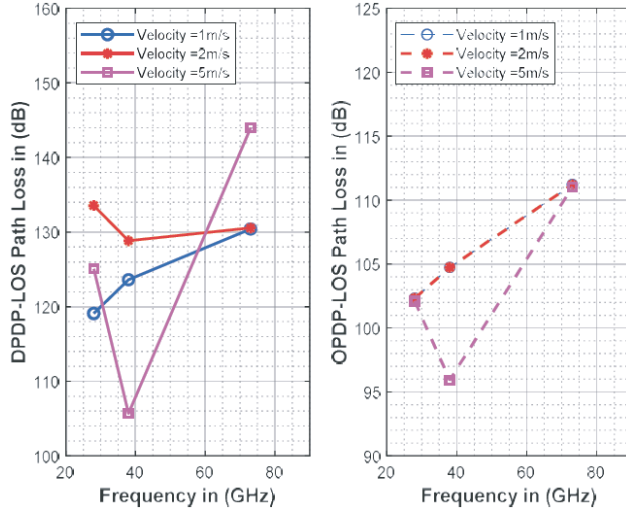 160
150
140
130
120
110
100
20
40
60
80
DPDP-LOS Path Loss in (dB)
Frequency in (GHz)
Velocity =1m/s
Velocity =2m/s
Velocity =5m/s
125
120
115
110
105
100
95
90
20
40
60
80
OPDP-LOS Path Loss in (dB)
Frequency in (GHz)
Velocity =1m/s
Velocity =2m/s
Velocity =5m/s